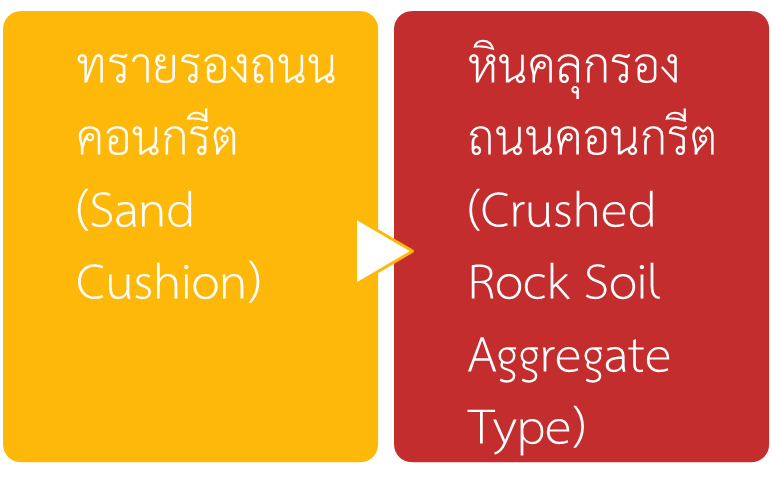 ทรายรองถนน
คอนกรีต
(Sand
Cushion)
หินคลุกรอง
ถนนคอนกรีต
(Crushed
Rock Soil
Aggregate
Type)